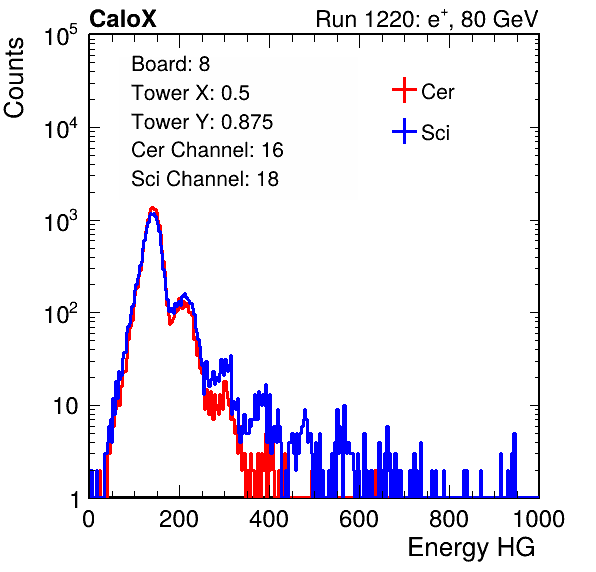 CaloX Run 1220: e⁺, 80 GeV
Counts
Board: 8
Tower X: 0.5
Tower Y: 0.875
Cer Channel: 16
Sci Channel: 18
Cer
Sci
10⁵
10⁴
10³
10²
10
1
0 200 400 600 800 1000
Energy HG